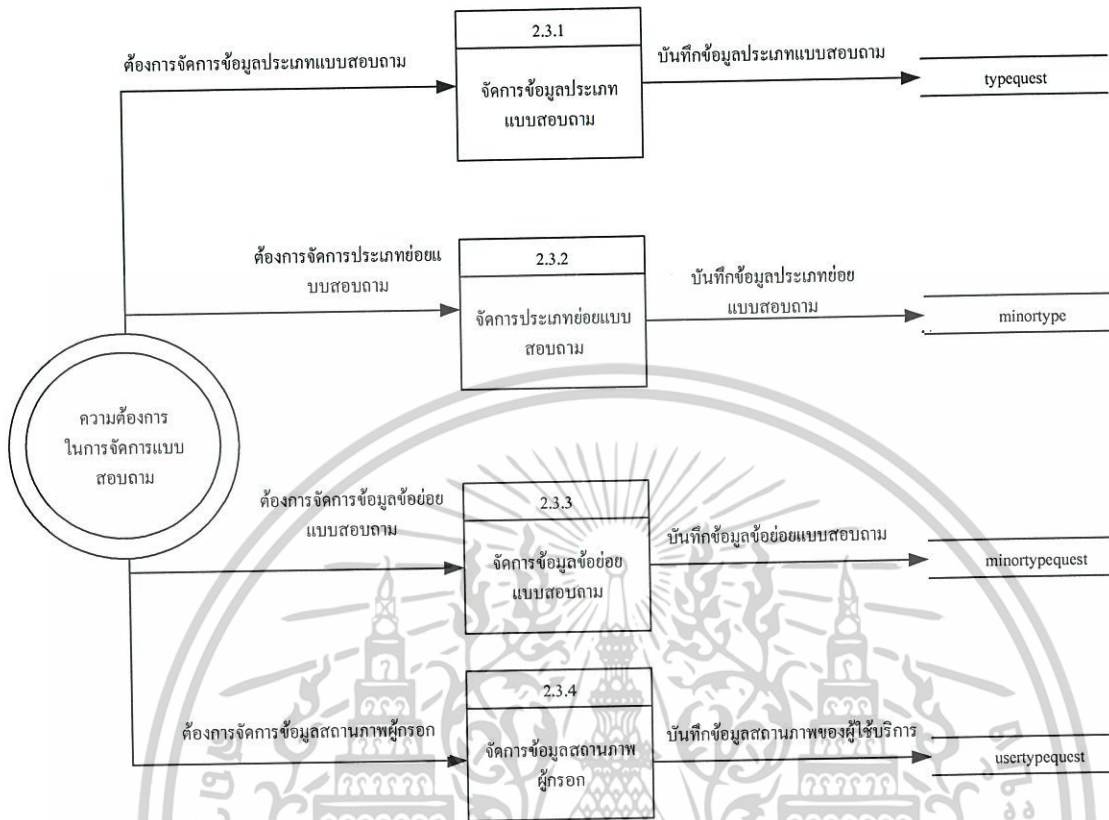 2.3.1
ต้องการจัดการข้อมูลประเภทแบบสอบถาม
บันทึกข้อมูลประเภทแบบสอบถาม
จัดการข้อมูลประเภท
แบบสอบถาม
typequest
2.3.2
ต้องการจัดการประเภทย่อยแ
บบสอบถาม
บันทึกข้อมูลประเภทย่อย
แบบสอบถาม
จัดการประเภทย่อยแบบ
สอบถาม
minortype
ความต้องการ
ในการจัดการแบบ
สอบถาม
2.3.3
ต้องการจัดการข้อมูลข้อย่อย
แบบสอบถาม
บันทึกข้อมูลข้อย่อยแบบสอบถาม
จัดการข้อมูลข้อย่อย
แบบสอบถาม
minortypequest
2.3.4
ต้องการจัดการข้อมูลสถานภาพผู้กรอก
บันทึกข้อมูลสถานภาพของผู้ใช้บริการ
จัดการข้อมูลสถานภาพ
ผู้กรอก
usertypequest